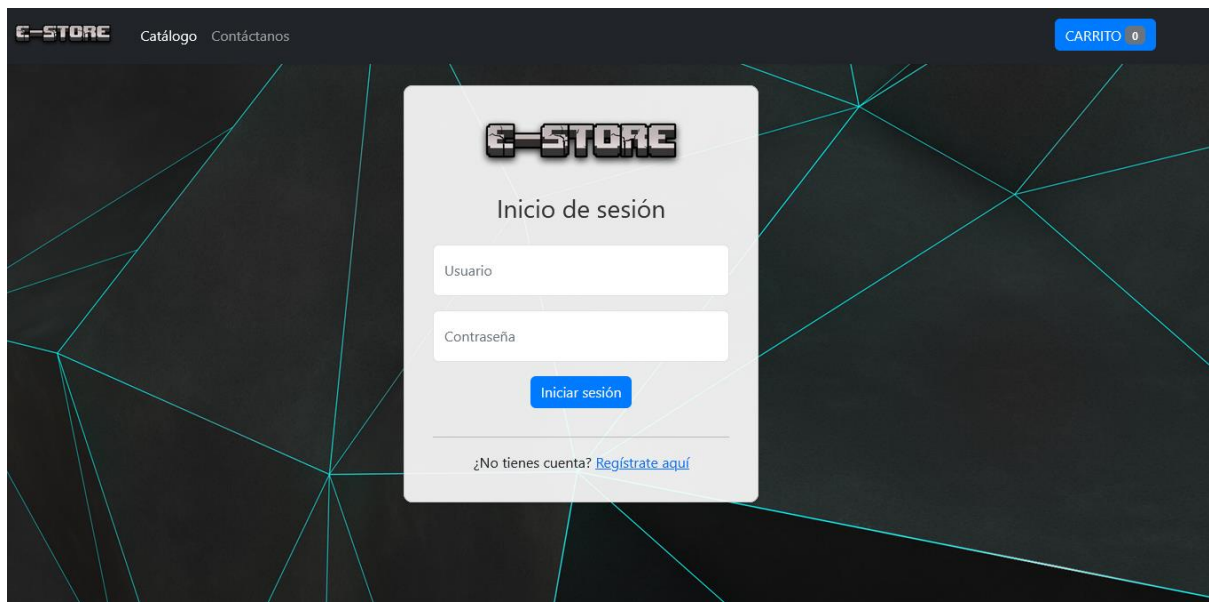 E-STORE Catálogo Contáctanos CARRITO 0
E-STORE
Inicio de sesión
Usuario
Contraseña
Iniciar sesión
¿No tienes cuenta? Regístrate aquí